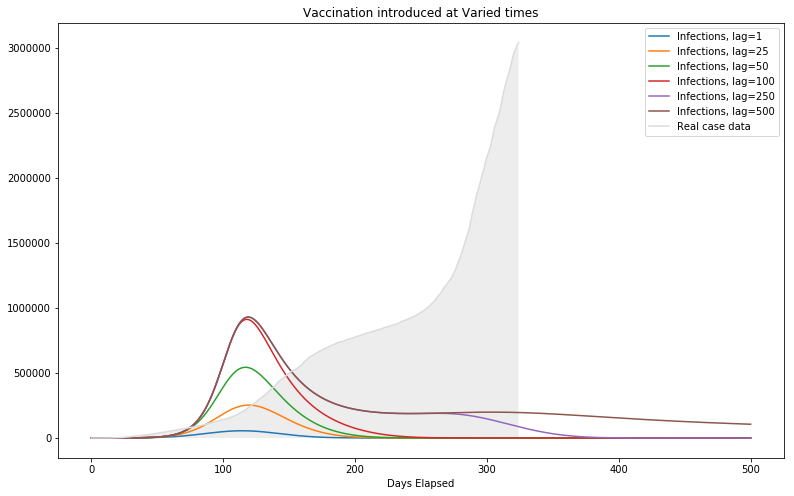 Vaccination introduced at Varied times
Infections, lag=1
Infections, lag=25
Infections, lag=50
Infections, lag=100
Infections, lag=250
Infections, lag=500
Real case data
3000000
2500000
2000000
1500000
1000000
500000
0
0 100 200 300 400 500
Days Elapsed